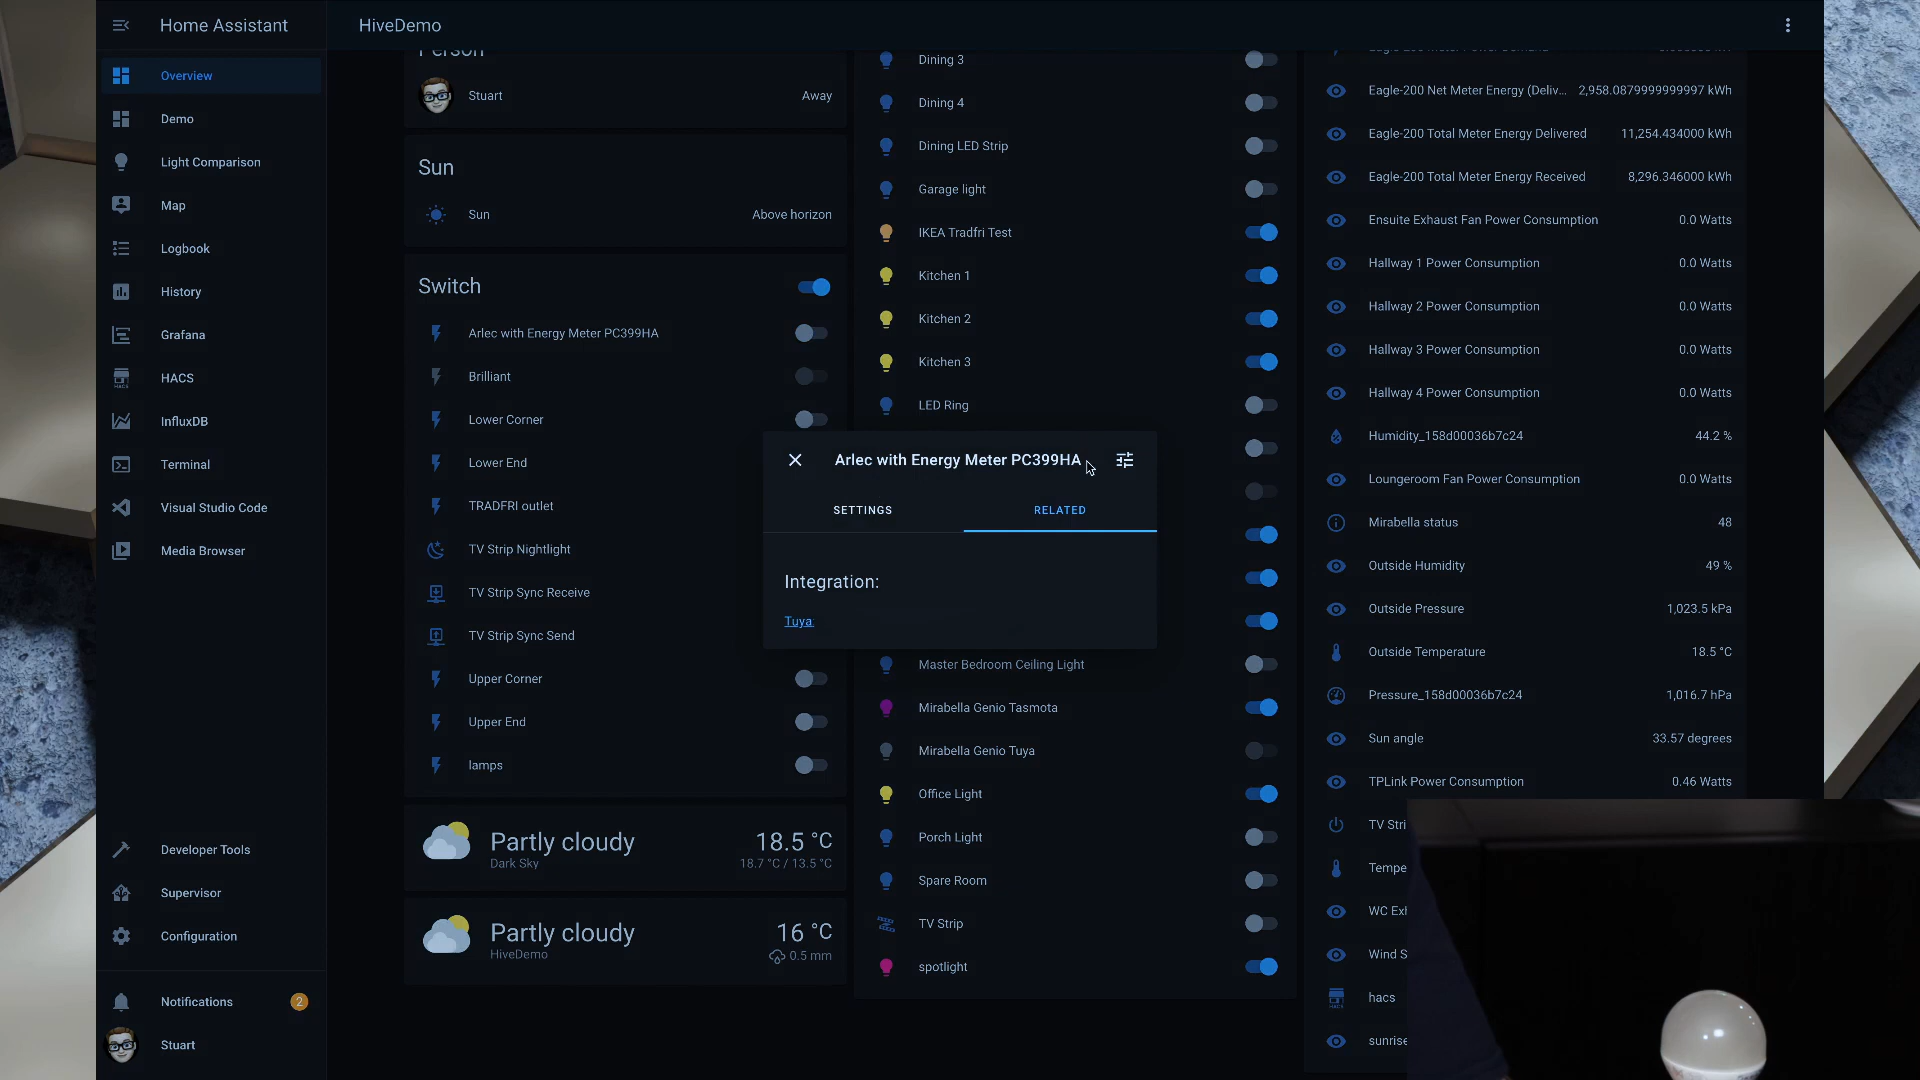 Home Assistant
HiveDemo
Overview
Demo
Light Comparison
Map
Logbook
History
Grafana
HACS
InfluxDB
Terminal
Visual Studio Code
Media Browser
Developer Tools
Supervisor
Configuration
Notifications 2
Stuart
Person
Stuart Away
Sun
Sun Above horizon
Switch
Arlec with Energy Meter PC399HA
Brilliant
Lower Corner
Lower End
TRADFRI outlet
TV Strip Nightlight
TV Strip Sync Receive
TV Strip Sync Send
Upper Corner
Upper End
lamps
Partly cloudy 18.5 °C
Dark Sky 18.7 °C / 13.5 °C
Partly cloudy 16 °C
HiveDemo 0.5 mm
Dining 3
Dining 4
Dining LED Strip
Garage light
IKEA Tradfri Test
Kitchen 1
Kitchen 2
Kitchen 3
LED Ring
Arlec with Energy Meter PC399HA
SETTINGS RELATED
Integration:
Tuya:
Master Bedroom Ceiling Light
Mirabella Genio Tasmota
Mirabella Genio Tuya
Office Light
Porch Light
Spare Room
TV Strip
spotlight
Eagle-200 Net Meter Energy (Deliv... 2,958.0879999999997 kWh
Eagle-200 Total Meter Energy Delivered 11,254.434000 kWh
Eagle-200 Total Meter Energy Received 8,296.346000 kWh
Ensuite Exhaust Fan Power Consumption 0.0 Watts
Hallway 1 Power Consumption 0.0 Watts
Hallway 2 Power Consumption 0.0 Watts
Hallway 3 Power Consumption 0.0 Watts
Hallway 4 Power Consumption 0.0 Watts
Humidity_158d00036b7c24 44.2 %
Loungeroom Fan Power Consumption 0.0 Watts
Mirabella status 48
Outside Humidity 49 %
Outside Pressure 1,023.5 kPa
Outside Temperature 18.5 °C
Pressure_158d00036b7c24 1,016.7 hPa
Sun angle 33.57 degrees
TPLink Power Consumption 0.46 Watts
TV Stri
Tempe
WC Exh
Wind S
hacs
sunrise